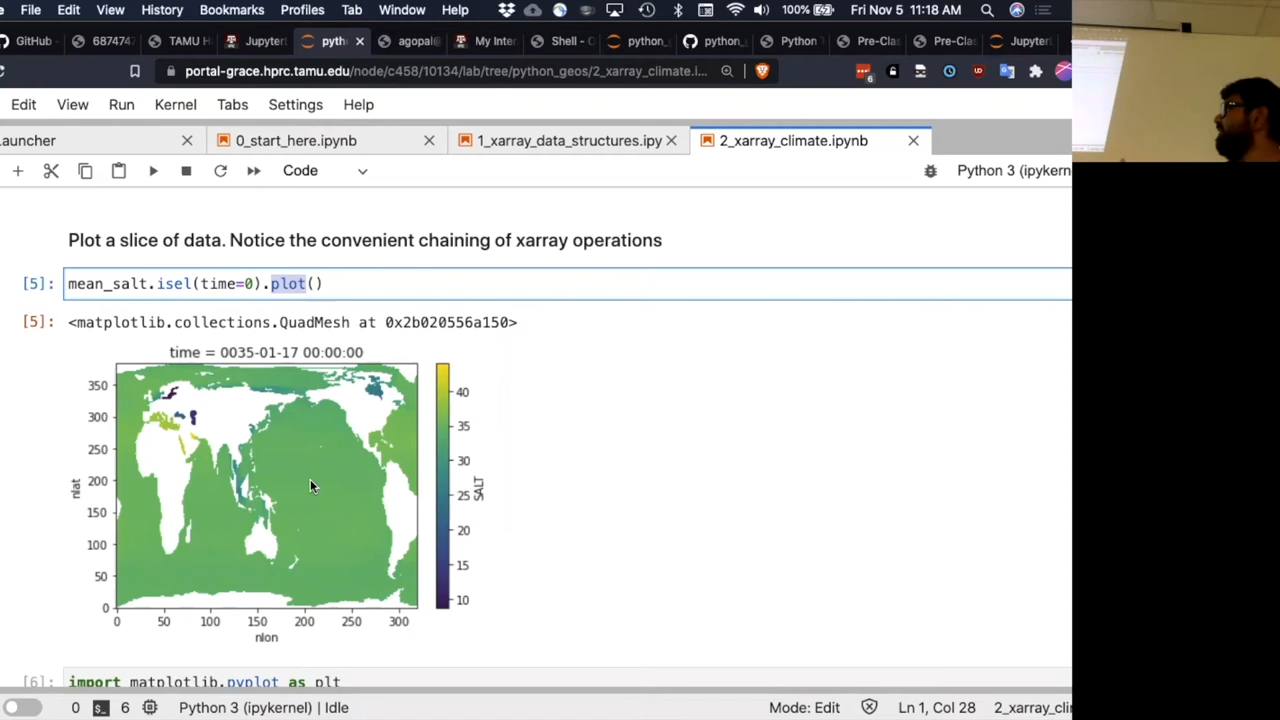 File Edit View History Bookmarks Profiles Tab Window Help 100% Fri Nov 5 11:18 AM
GitHub 687474 TAMU H Jupyter pyth agopal@ My Inter Shell - O python_ python_ Python T Pre-Clas Pre-Clas Jupyterl
portal-grace.hprc.tamu.edu/node/c458/10134/lab/tree/python_geos/2_xarray_climate.i... 6
Edit View Run Kernel Tabs Settings Help
auncher 0_start_here.ipynb 1_xarray_data_structures.ipy 2_xarray_climate.ipynb
Code Python 3 (ipykern
Plot a slice of data. Notice the convenient chaining of xarray operations
[5]: mean_salt.isel(time=0).plot()
[5]: <matplotlib.collections.QuadMesh at 0x2b020556a150>
time = 0035-01-17 00:00:00
350
300
250
200
150
100
50
0
nlat
0 50 100 150 200 250 300
nlon
40
35
30
25
20
15
10
SALT
[6]: import matplotlib.pyplot as plt
0 6 Python 3 (ipykernel) | Idle Mode: Edit Ln 1, Col 28 2_xarray_clin